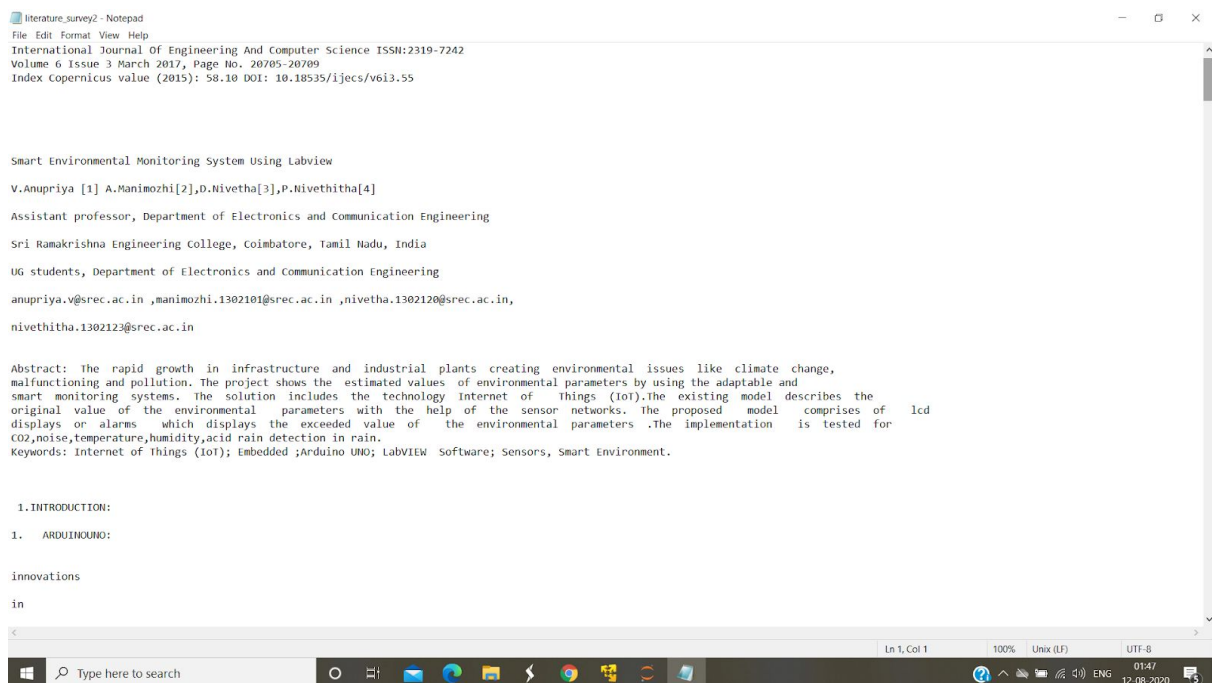 literature_survey2 - Notepad
File Edit Format View Help
International Journal Of Engineering And Computer Science ISSN:2319-7242
Volume 6 Issue 3 March 2017, Page No. 20705-20709
Index Copernicus value (2015): 58.10 DOI: 10.18535/ijecs/v6i3.55
Smart Environmental Monitoring System Using Labview
V.Anupriya [1] A.Manimozhi[2],D.Nivetha[3],P.Nivethitha[4]
Assistant professor, Department of Electronics and Communication Engineering
Sri Ramakrishna Engineering College, Coimbatore, Tamil Nadu, India
UG students, Department of Electronics and Communication Engineering
anupriya.v@srec.ac.in ,manimozhi.1302101@srec.ac.in ,nivetha.1302120@srec.ac.in,
nivethitha.1302123@srec.ac.in
Abstract: The rapid growth in infrastructure and industrial plants creating environmental issues like climate change,
malfunctioning and pollution. The project shows the estimated values of environmental parameters by using the adaptable and
smart monitoring systems. The solution includes the technology Internet of Things (IoT).The existing model describes the
original value of the environmental parameters with the help of the sensor networks. The proposed model comprises of lcd
displays or alarms which displays the exceeded value of the environmental parameters .The implementation is tested for
CO2,noise,temperature,humidity,acid rain detection in rain.
Keywords: Internet of Things (IoT); Embedded ;Arduino UNO; LabVIEW Software; Sensors, Smart Environment.
1.INTRODUCTION:
1. ARDUINOUNO:
innovations
in
Ln 1, Col 1 100% Unix (LF) UTF-8
Type here to search
ENG
01:47
12-08-2020
5